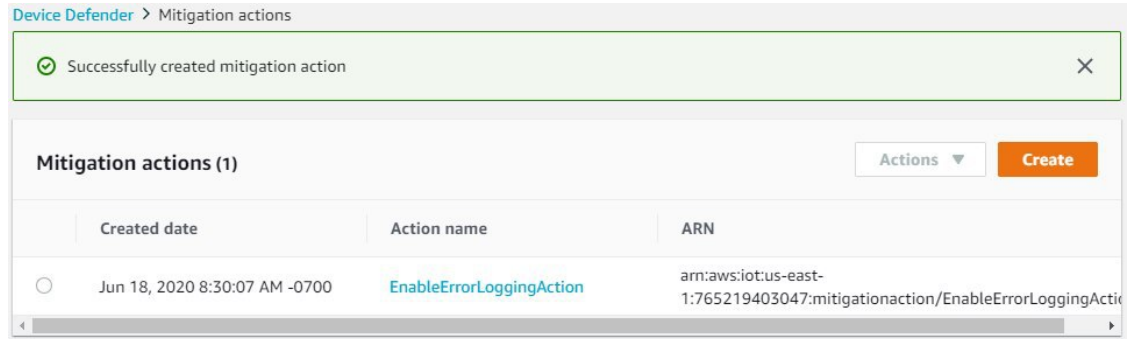 Device Defender > Mitigation actions
Successfully created mitigation action
Mitigation actions (1)
Actions
Create
Created date Action name ARN
Jun 18, 2020 8:30:07 AM -0700 EnableErrorLoggingAction arn:aws:iot:us-east-
1:765219403047:mitigationaction/EnableErrorLoggingActic